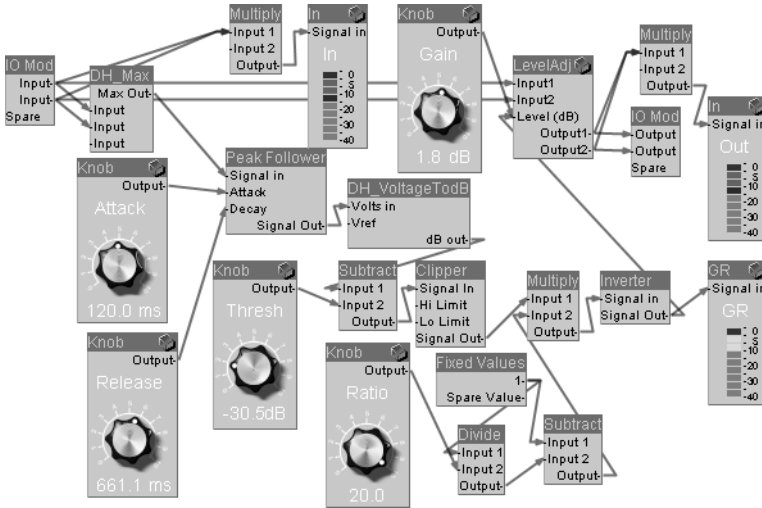 IO Mod
Input-
Input-
Spare
DH_Max
Max Out-
-Input
-Input
-Input
Multiply
-Input 1
-Input 2
Output-
In
-Signal in
In
- 0
- S
- -10
- -20
- -30
- -40
Knob
Output-
Gain
1.8 dB
LevelAdj
-Input1
-Input2
-Level (dB)
Output1-
Output2-
Multiply
-Input 1
-Input 2
Output-
IO Mod
-Output
-Output
Spare
In
-Signal in
Out
- 0
- S
- -10
- -20
- -30
- -40
Knob
Output-
Attack
120.0 ms
Peak Follower
-Signal in
-Attack
-Decay
Signal Out-
DH_VoltageTodB
-Volts in
-Vref
dB out-
Knob
Output-
Thresh
-30.5dB
Subtract
-Input 1
-Input 2
Output-
Clipper
-Signal In
-Hi Limit
-Lo Limit
Signal Out-
Multiply
-Input 1
-Input 2
Output-
Inverter
-Signal in
Signal Out-
GR
-Signal in
GR
- 0
- S
- -10
- -20
- -30
- -40
Knob
Output-
Release
661.1 ms
Knob
Output-
Ratio
20.0
Fixed Values
1-
Spare Value-
Divide
-Input 1
-Input 2
Output-
Subtract
-Input 1
-Input 2
Output-